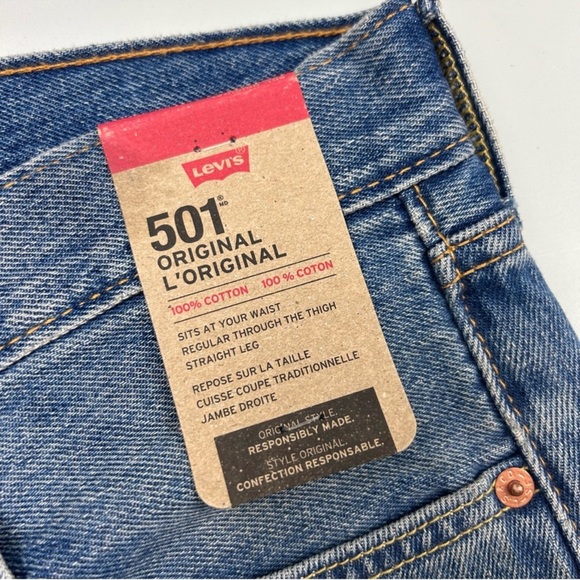 Levi's
501® MD
ORIGINAL
L'ORIGINAL
100% COTTON 100% COTON
SITS AT YOUR WAIST
REGULAR THROUGH THE THIGH
STRAIGHT LEG
REPOSE SUR LA TAILLE
CUISSE COUPE TRADITIONNELLE
JAMBE DROITE
ORIGINAL STYLE.
RESPONSIBLY MADE.
STYLE ORIGINAL.
CONFECTION RESPONSABLE.